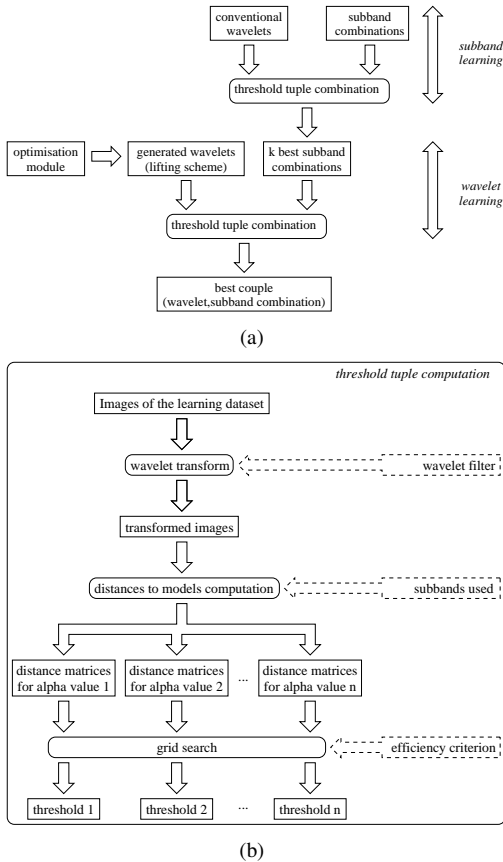 conventional
wavelets
subband
combinations
subband
learning
threshold tuple combination
optimisation
module
generated wavelets
(lifting scheme)
k best subband
combinations
wavelet
learning
threshold tuple combination
best couple
(wavelet,subband combination)
(a)
threshold tuple computation
Images of the learning dataset
wavelet transform
wavelet filter
transformed images
distances to models computation
subbands used
distance matrices
for alpha value 1
distance matrices
for alpha value 2
...
distance matrices
for alpha value n
grid search
efficiency criterion
threshold 1
threshold 2
...
threshold n
(b)